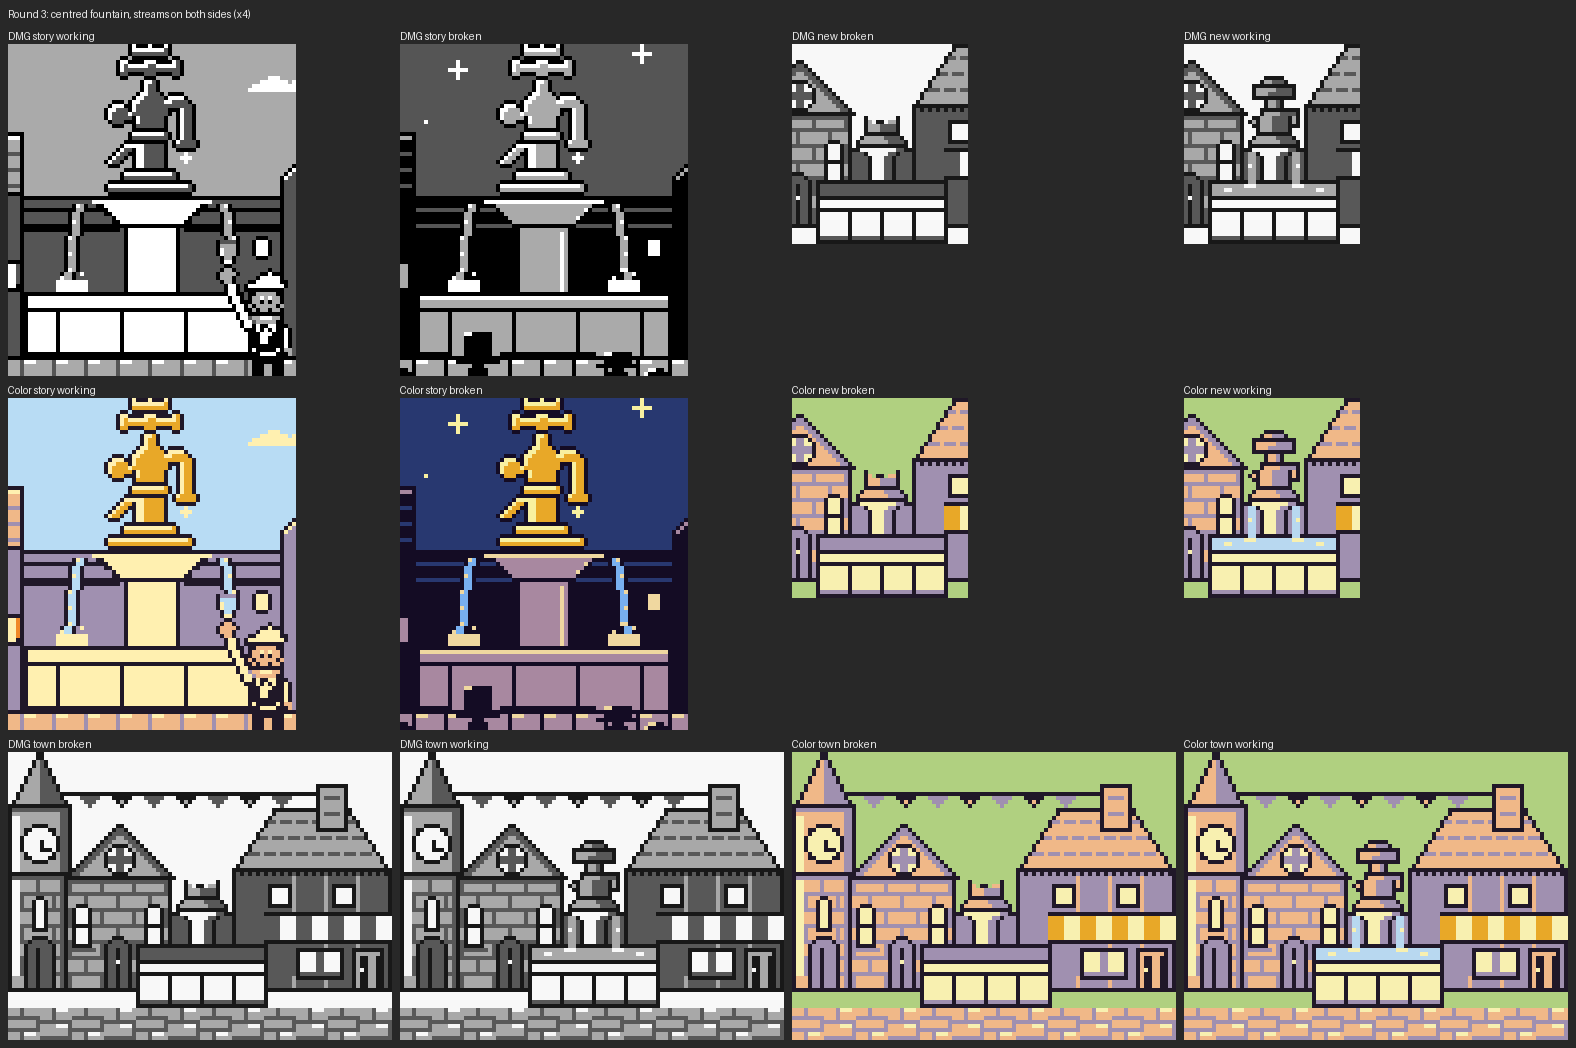 Round 3: centred fountain, streams on both sides (x4)
DMG story working
DMG story broken
DMG new broken
DMG new working
Color story working
Color story broken
Color new broken
Color new working
DMG town broken
DMG town working
Color town broken
Color town working